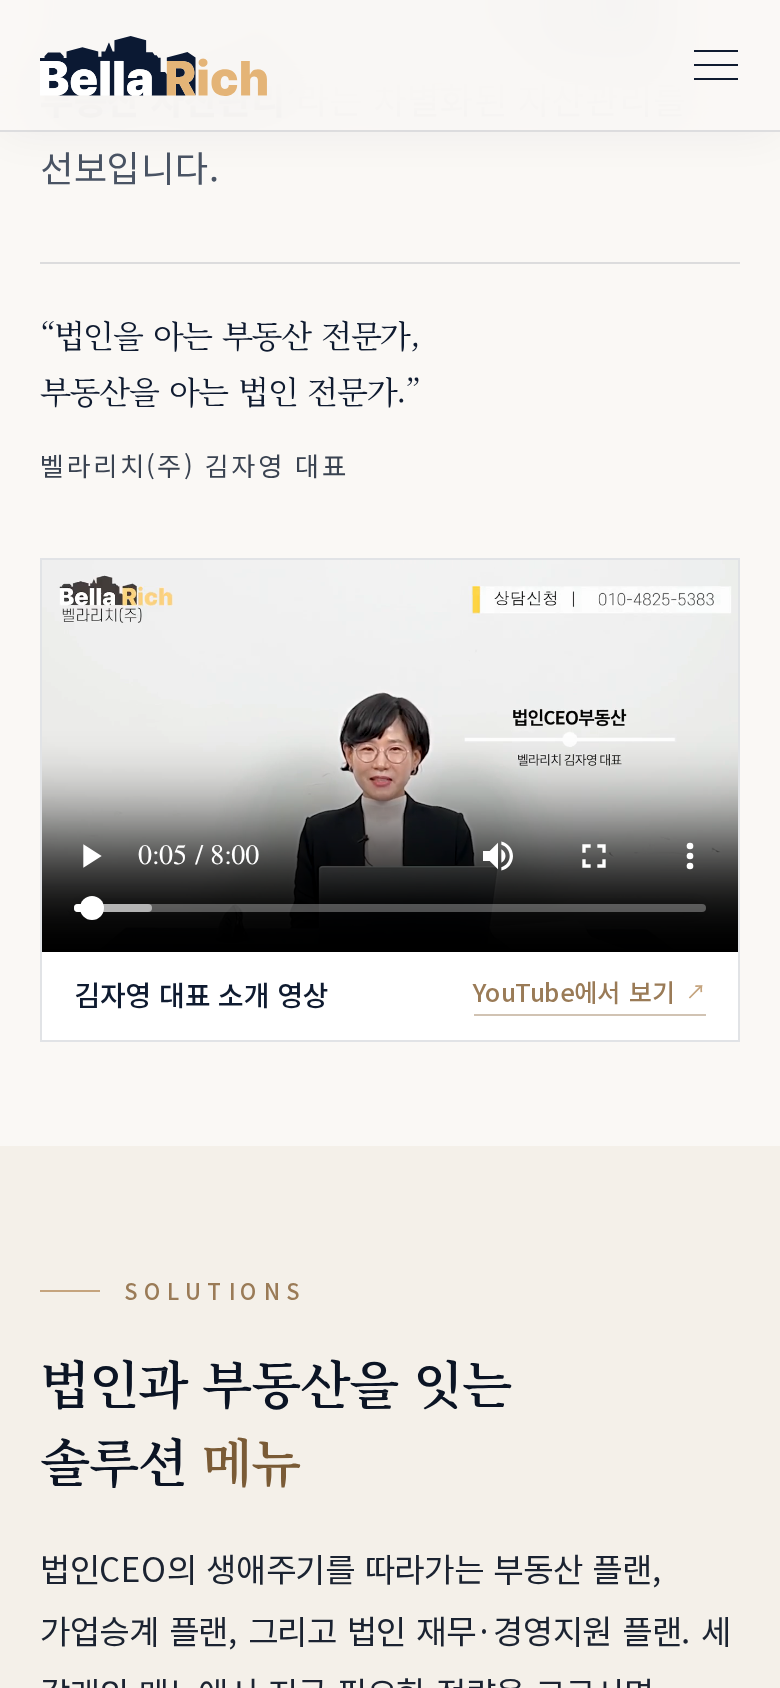 Bella Rich
선보입니다.
“법인을 아는 부동산 전문가,
부동산을 아는 법인 전문가.”
벨라리치(주) 김자영 대표
Bella Rich
벨라리치(주)
상담신청 | 010-4825-5383
법인CEO부동산
벨라리치 김자영 대표
0:05 / 8:00
김자영 대표 소개 영상
YouTube에서 보기 ↗
SOLUTIONS
법인과 부동산을 잇는
솔루션 메뉴
법인CEO의 생애주기를 따라가는 부동산 플랜,
가업승계 플랜, 그리고 법인 재무·경영지원 플랜. 세